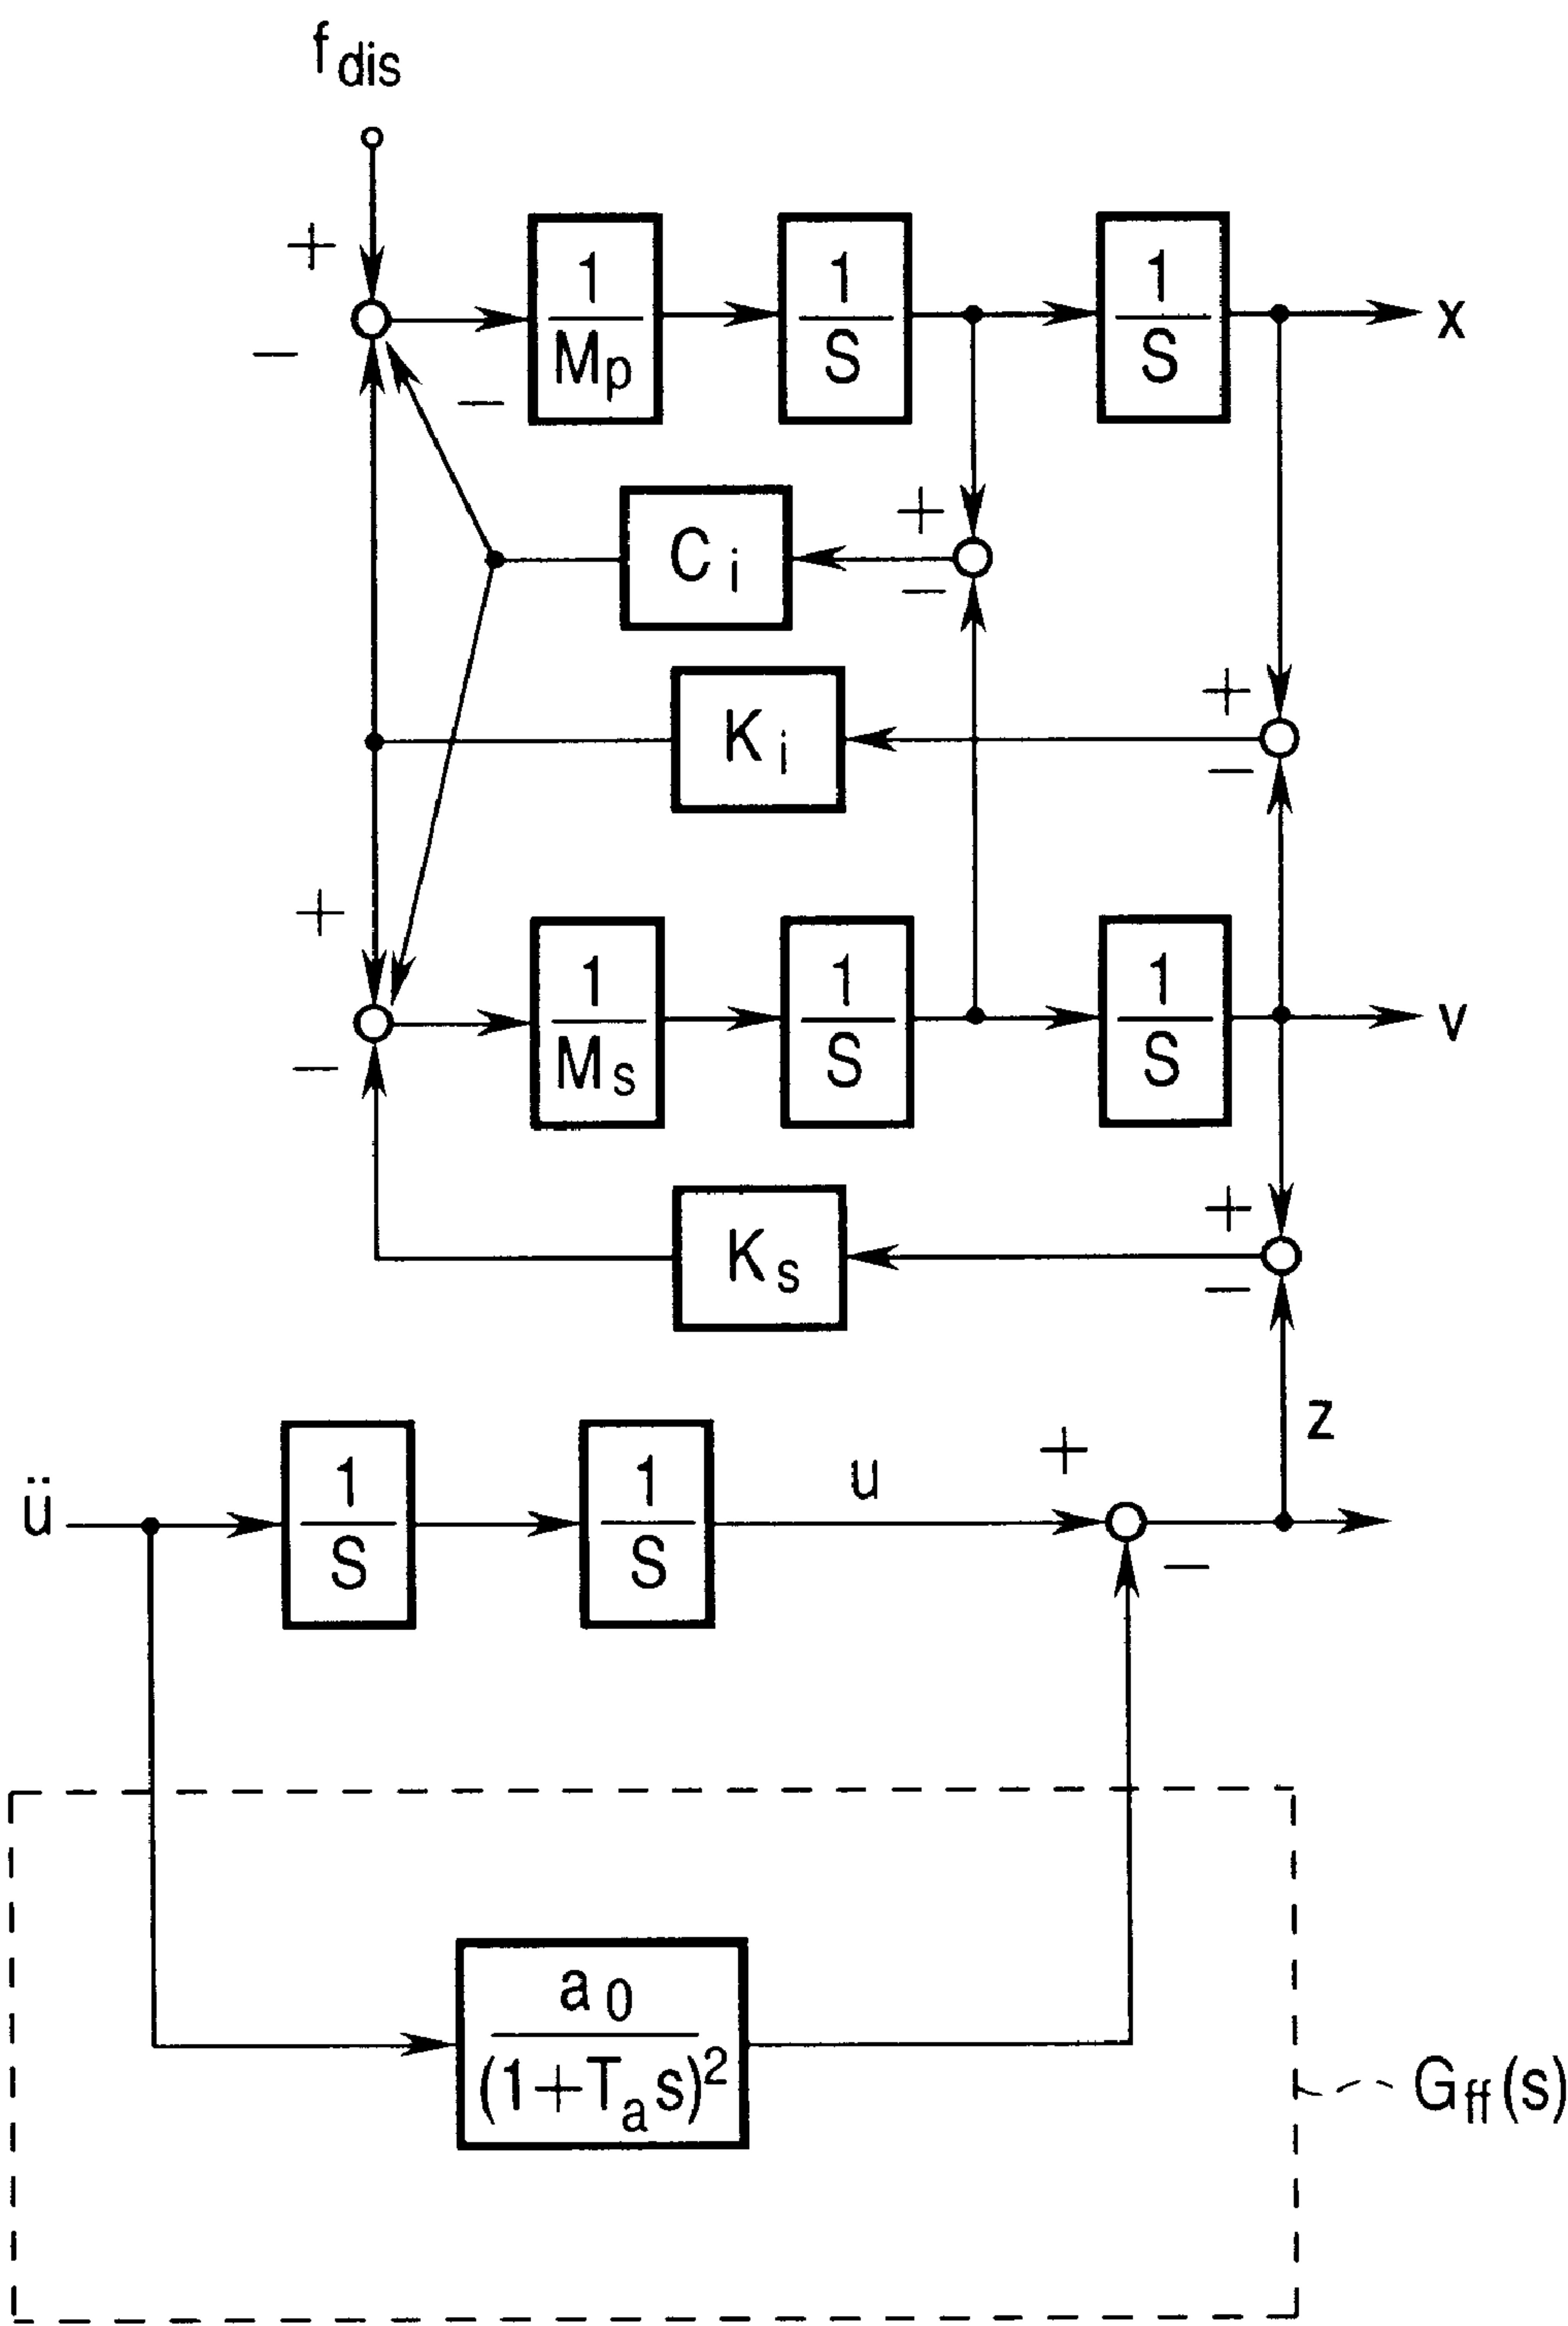 f dis
+
1
Mp
1
S
1
S
x
−
−
+
C i
−
+
K i
−
+
1
Ms
1
S
1
S
v
−
+
K s
−
z
+
u
ü
1
S
1
S
−
a 0
(1+Ta s)2
Gff(s)